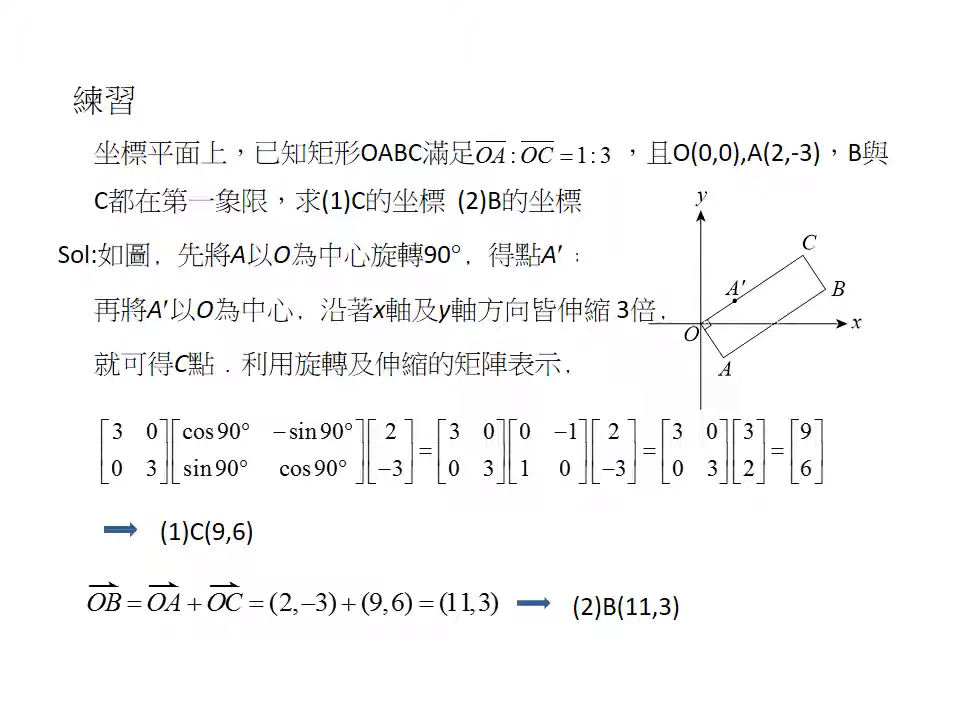 練習
坐標平面上，已知矩形OABC滿足\overline{OA}:\overline{OC}=1:3，且O(0,0),A(2,-3)，B與
C都在第一象限，求(1)C的坐標 (2)B的坐標
Sol:如圖，先將A以O為中心旋轉90°，得點A'；
再將A'以O為中心，沿著x軸及y軸方向皆伸縮 3倍，
就可得C點．利用旋轉及伸縮的矩陣表示，
y
C
A'
B
O
x
A
\begin{bmatrix}3&0\\0&3\end{bmatrix}\begin{bmatrix}\cos90°&-\sin90°\\\sin90°&\cos90°\end{bmatrix}\begin{bmatrix}2\\-3\end{bmatrix}=\begin{bmatrix}3&0\\0&3\end{bmatrix}\begin{bmatrix}0&-1\\1&0\end{bmatrix}\begin{bmatrix}2\\-3\end{bmatrix}=\begin{bmatrix}3&0\\0&3\end{bmatrix}\begin{bmatrix}3\\2\end{bmatrix}=\begin{bmatrix}9\\6\end{bmatrix}
(1)C(9,6)
\overrightarrow{OB}=\overrightarrow{OA}+\overrightarrow{OC}=(2,-3)+(9,6)=(11,3) (2)B(11,3)